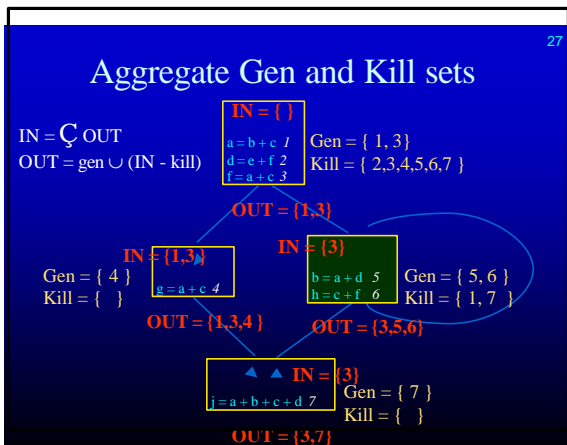 27
Aggregate Gen and Kill sets
IN = { }
IN = Ç OUT
OUT = gen ∪ (IN - kill)
a = b + c 1
d = e + f 2
f = a + c 3
Gen = { 1, 3}
Kill = { 2,3,4,5,6,7 }
OUT = {1,3}
IN = {1,3}
IN = {3}
Gen = { 4 }
Kill = { }
g = a + c 4
b = a + d 5
h = c + f 6
Gen = { 5, 6 }
Kill = { 1, 7 }
OUT = {1,3,4 }
OUT = {3,5,6}
IN = {3}
j = a + b + c + d 7
Gen = { 7 }
Kill = { }
OUT = {3,7}